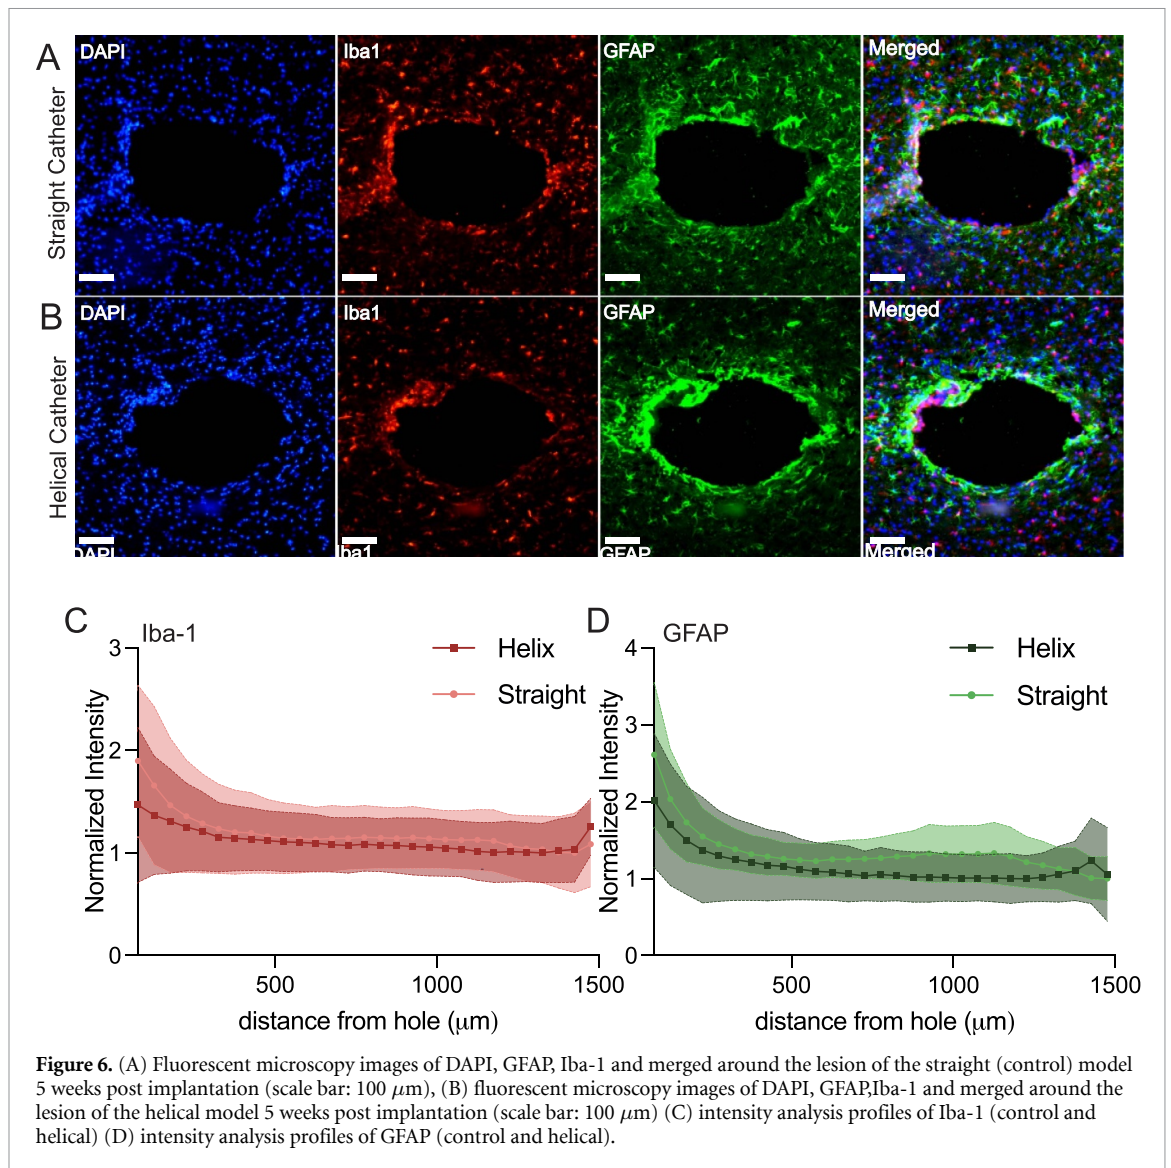 A
Straight Catheter
DAPI
Iba1
GFAP
Merged
B
Helical Catheter
DAPI
Iba1
GFAP
Merged
DAPI
Iba1
GFAP
Merged
C
Iba-1
Helix
Straight
Normalized Intensity
3
2
1
0
500
1000
1500
distance from hole (μm)
D
GFAP
Helix
Straight
Normalized Intensity
4
3
2
1
0
500
1000
1500
distance from hole (μm)
Figure 6. (A) Fluorescent microscopy images of DAPI, GFAP, Iba-1 and merged around the lesion of the straight (control) model
5 weeks post implantation (scale bar: 100 μm), (B) fluorescent microscopy images of DAPI, GFAP,Iba-1 and merged around the
lesion of the helical model 5 weeks post implantation (scale bar: 100 μm) (C) intensity analysis profiles of Iba-1 (control and
helical) (D) intensity analysis profiles of GFAP (control and helical).